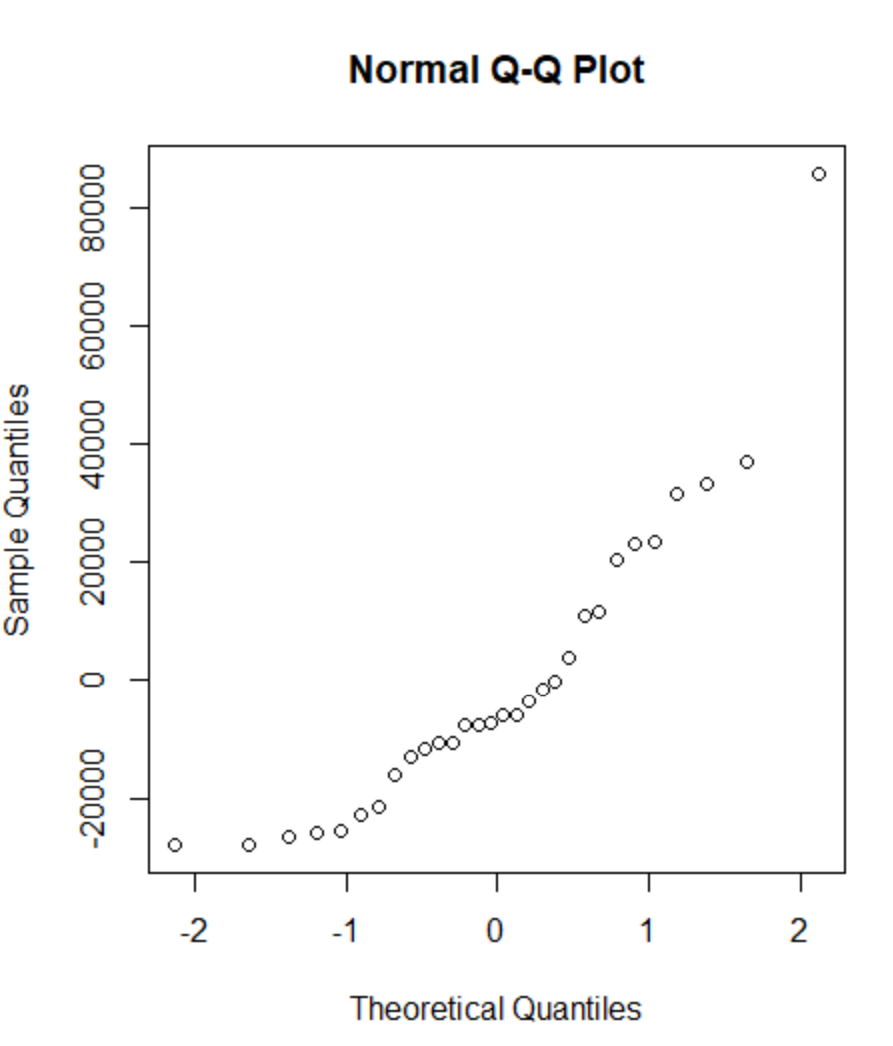 Normal Q-Q Plot
Sample Quantiles
80000
60000
40000
20000
0
-20000
-2 -1 0 1 2
Theoretical Quantiles